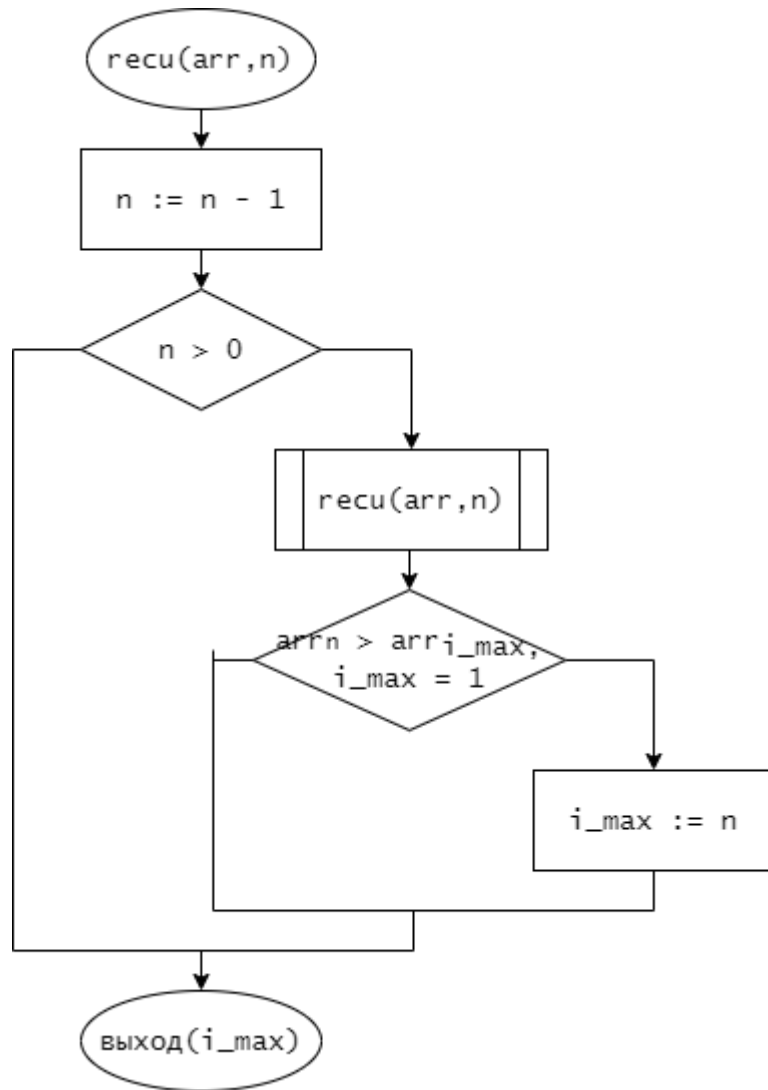 recu(arr,n)
n := n - 1
n > 0
recu(arr,n)
arrn > arri_max,
i_max = 1
i_max := n
выход(i_max)